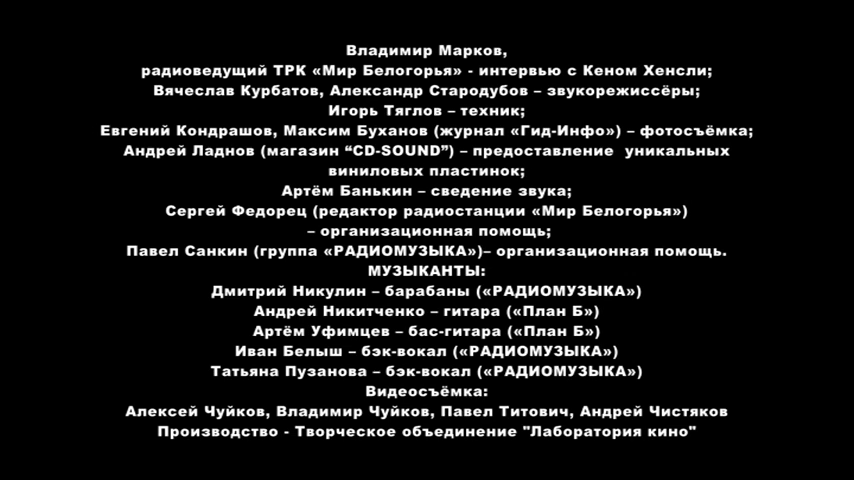 Владимир Марков,
радиоведущий ТРК «Мир Белогорья» - интервью с Кеном Хенсли;
Вячеслав Курбатов, Александр Стародубов – звукорежиссёры;
Игорь Тяглов – техник;
Евгений Кондрашов, Максим Буханов (журнал «Гид-Инфо») – фотосъёмка;
Андрей Ладнов (магазин “CD-SOUND”) – предоставление уникальных
виниловых пластинок;
Артём Банькин – сведение звука;
Сергей Федорец (редактор радиостанции «Мир Белогорья»)
– организационная помощь;
Павел Санкин (группа «РАДИОМУЗЫКА»)– организационная помощь.
МУЗЫКАНТЫ:
Дмитрий Никулин – барабаны («РАДИОМУЗЫКА»)
Андрей Никитченко – гитара («План Б»)
Артём Уфимцев – бас-гитара («План Б»)
Иван Белыш – бэк-вокал («РАДИОМУЗЫКА»)
Татьяна Пузанова – бэк-вокал («РАДИОМУЗЫКА»)
Видеосъёмка:
Алексей Чуйков, Владимир Чуйков, Павел Титович, Андрей Чистяков
Производство - Творческое объединение "Лаборатория кино"